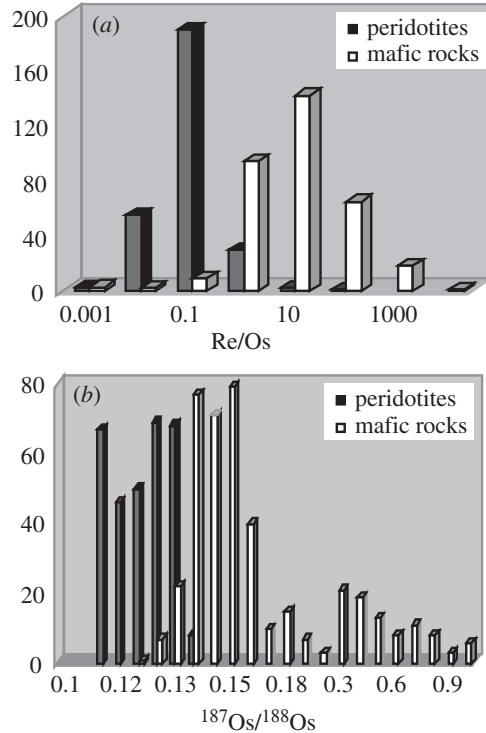 200
(a)
peridotites
mafic rocks
160
120
80
40
0
0.001 0.1 10 1000
Re/Os
80
(b)
peridotites
mafic rocks
60
40
20
0
0.1 0.12 0.13 0.15 0.18 0.3 0.6 0.9
¹⁸⁷Os/¹⁸⁸Os